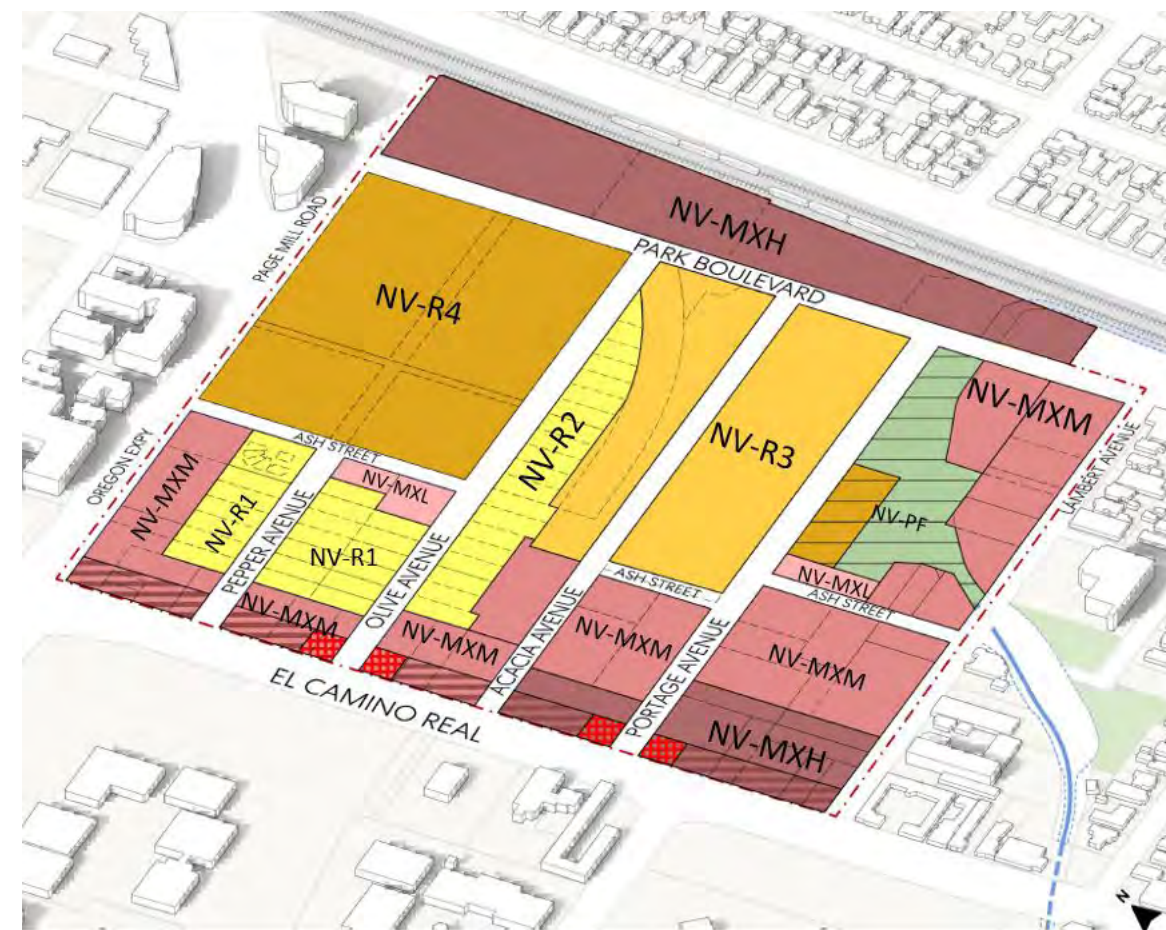 NV-MXH
PARK BOULEVARD
PAGE MILL ROAD
NV-R4
NV-MXM
NV-R2
NV-R3
LAMBERT AVENUE
ASH STREET
OREGON EXPY
NV-MXM
NV-R1
NV-MXL
NV-PF
PEPPER AVENUE
NV-R1
OLIVE AVENUE
ASH STREET
NV-MXL
ASH STREET
NV-MXM
NV-MXM
ACACIA AVENUE
NV-MXM
PORTAGE AVENUE
NV-MXM
EL CAMINO REAL
NV-MXH
N